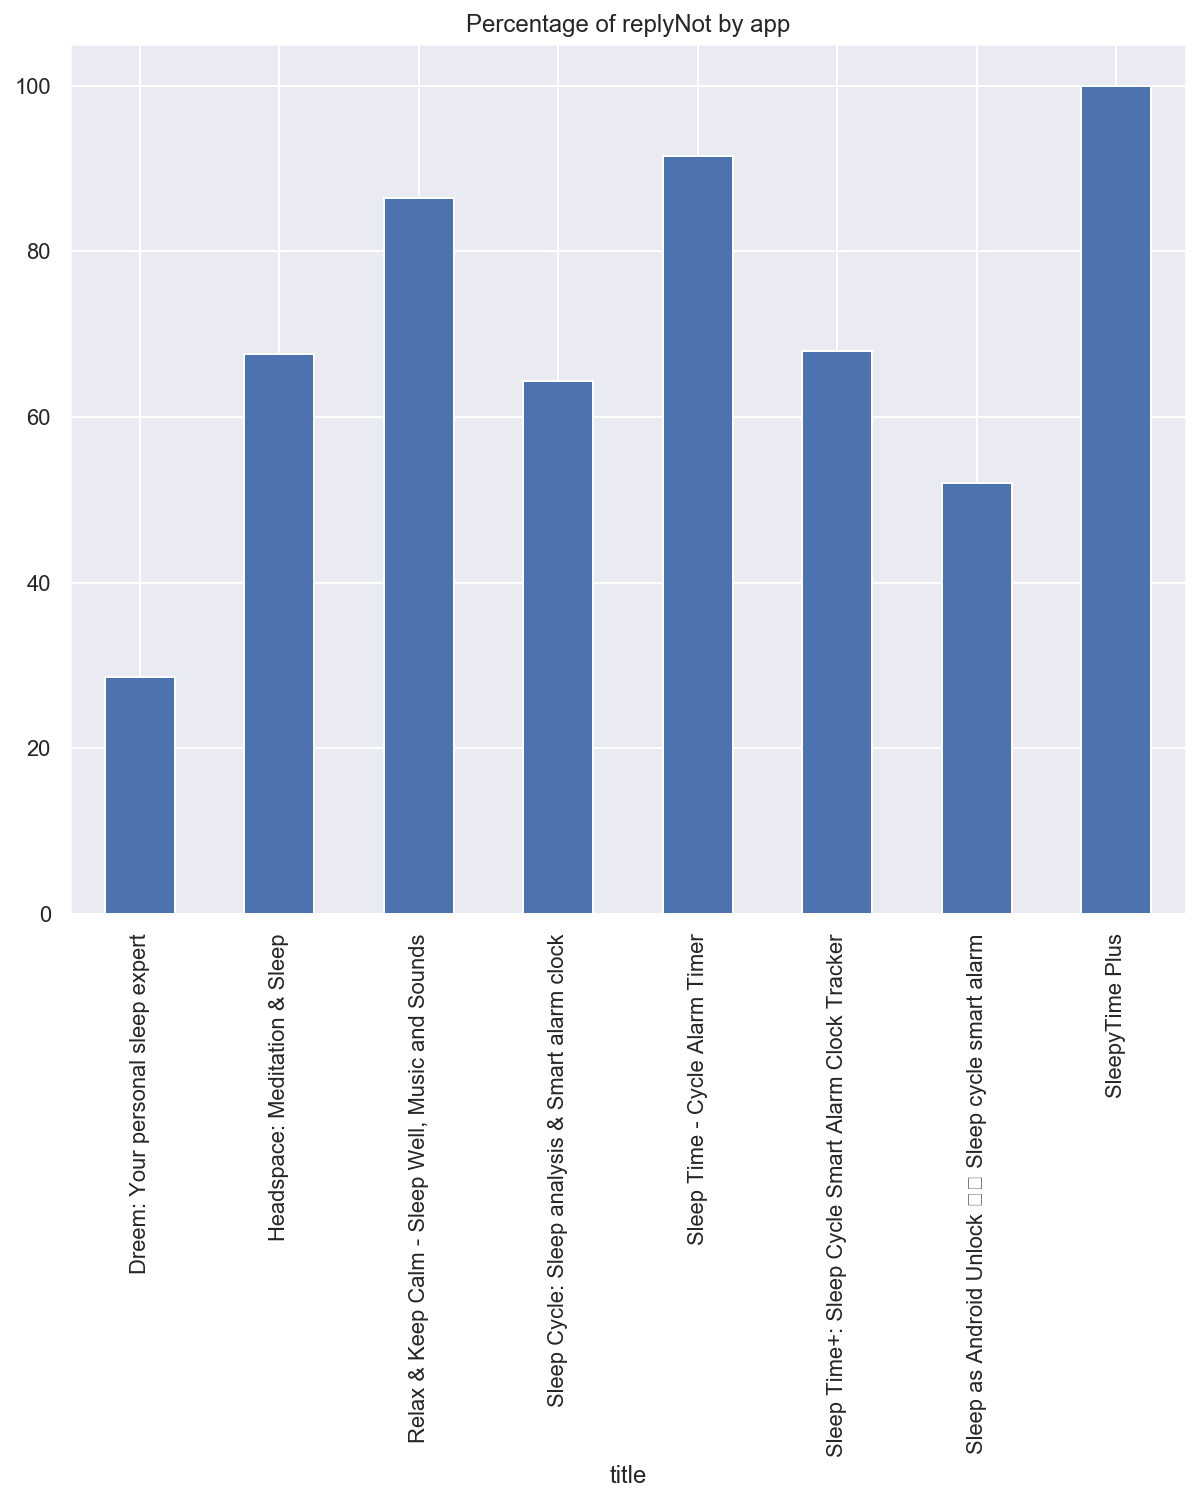 Percentage of replyNot by app
100
80
60
40
20
0
Dreem: Your personal sleep expert
Headspace: Meditation & Sleep
Relax & Keep Calm - Sleep Well, Music and Sounds
Sleep Cycle: Sleep analysis & Smart alarm clock
Sleep Time - Cycle Alarm Timer
Sleep Time+: Sleep Cycle Smart Alarm Clock Tracker
Sleep as Android Unlock □□ Sleep cycle smart alarm
SleepyTime Plus
title